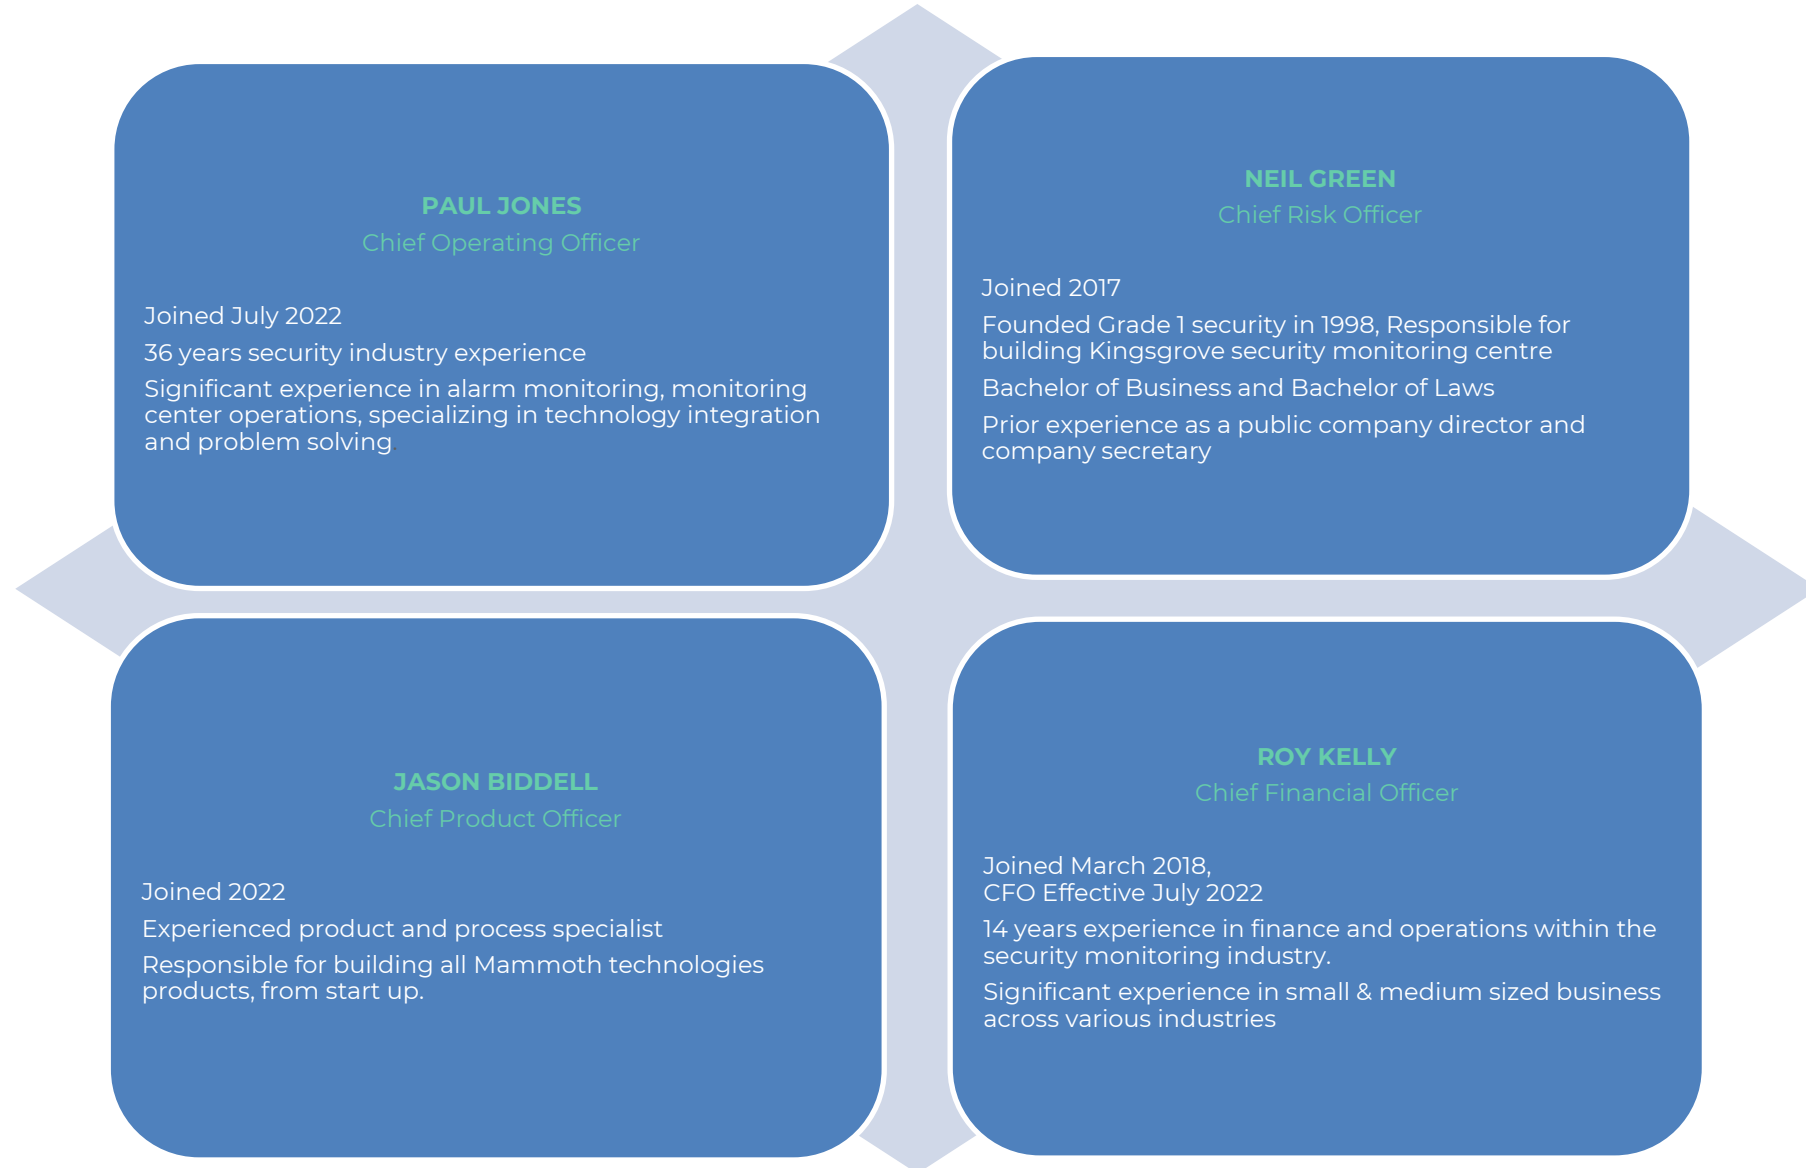 PAUL JONES
Chief Operating Officer
Joined July 2022
36 years security industry experience
Significant experience in alarm monitoring, monitoring
center operations, specializing in technology integration
and problem solving.
NEIL GREEN
Chief Risk Officer
Joined 2017
Founded Grade 1 security in 1998, Responsible for
building Kingsgrove security monitoring centre
Bachelor of Business and Bachelor of Laws
Prior experience as a public company director and
company secretary
JASON BIDDELL
Chief Product Officer
Joined 2022
Experienced product and process specialist
Responsible for building all Mammoth technologies
products, from start up.
ROY KELLY
Chief Financial Officer
Joined March 2018,
CFO Effective July 2022
14 years experience in finance and operations within the
security monitoring industry.
Significant experience in small & medium sized business
across various industries